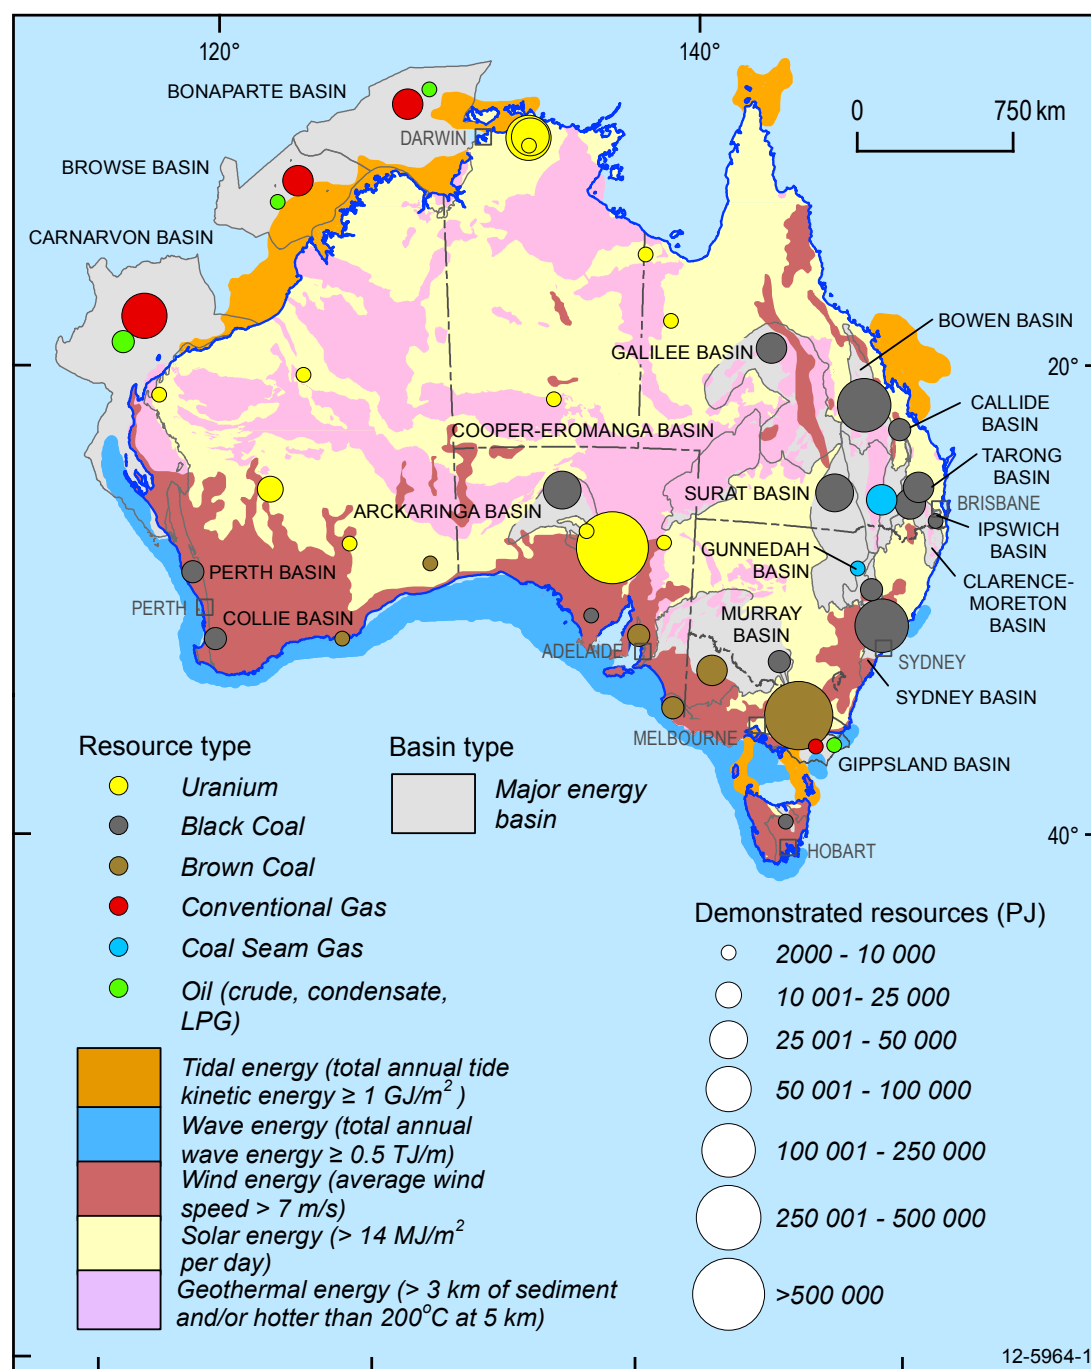 120°
140°
BONAPARTE BASIN
0
750 km
DARWIN
BROWSE BASIN
CARNARVON BASIN
BOWEN BASIN
GALILEE BASIN
20°
CALLIDE
BASIN
COOPER-EROMANGA BASIN
TARONG
BASIN
SURAT BASIN
BRISBANE
ARCKARINGA BASIN
IPSWICH
BASIN
GUNNEDAH
BASIN
PERTH BASIN
CLARENCE-
MORETON
BASIN
PERTH
COLLIE BASIN
MURRAY
BASIN
ADELAIDE
SYDNEY
SYDNEY BASIN
MELBOURNE
GIPPSLAND BASIN
40°
HOBART
Resource type
Uranium
Black Coal
Brown Coal
Conventional Gas
Coal Seam Gas
Oil (crude, condensate,
LPG)
Basin type
Major energy
basin
Tidal energy (total annual tide
kinetic energy ≥ 1 GJ/m² )
Wave energy (total annual
wave energy ≥ 0.5 TJ/m)
Wind energy (average wind
speed > 7 m/s)
Solar energy (> 14 MJ/m²
per day)
Geothermal energy (> 3 km of sediment
and/or hotter than 200°C at 5 km)
Demonstrated resources (PJ)
2000 - 10 000
10 001- 25 000
25 001 - 50 000
50 001 - 100 000
100 001 - 250 000
250 001 - 500 000
>500 000
12-5964-1